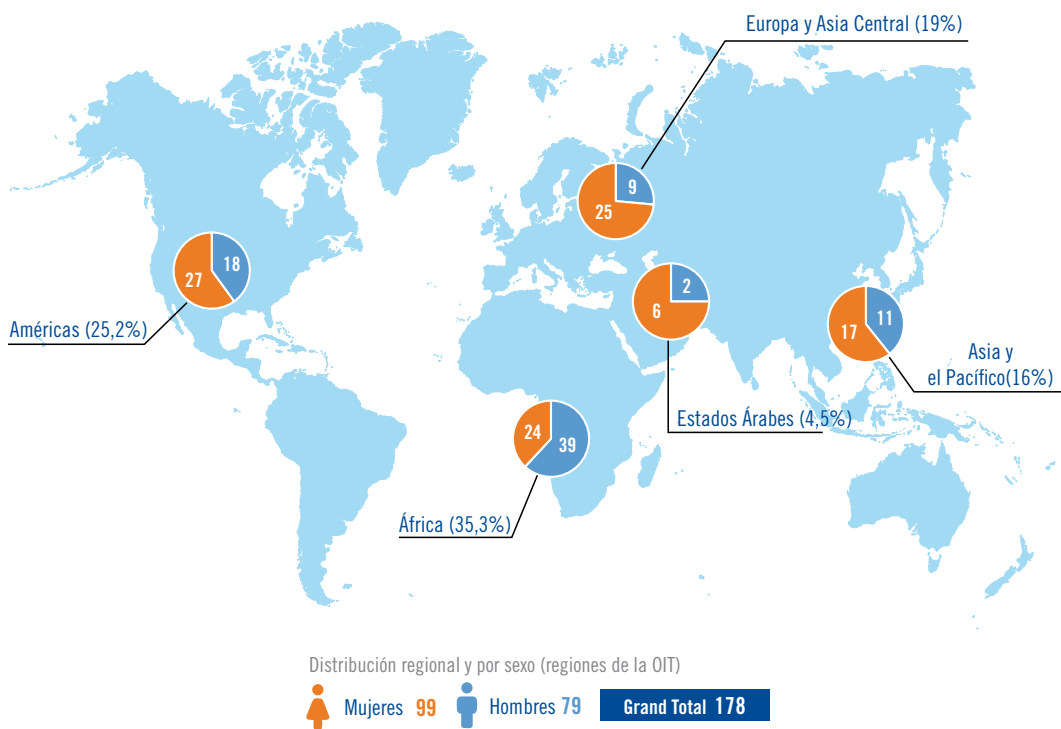 Europa y Asia Central (19%)
9
25
27
18
2
6
17
11
Américas (25,2%)
Asia y
el Pacífico(16%)
Estados Árabes (4,5%)
24
39
África (35,3%)
Distribución regional y por sexo (regiones de la OIT)
Mujeres 99 Hombres 79 Grand Total 178